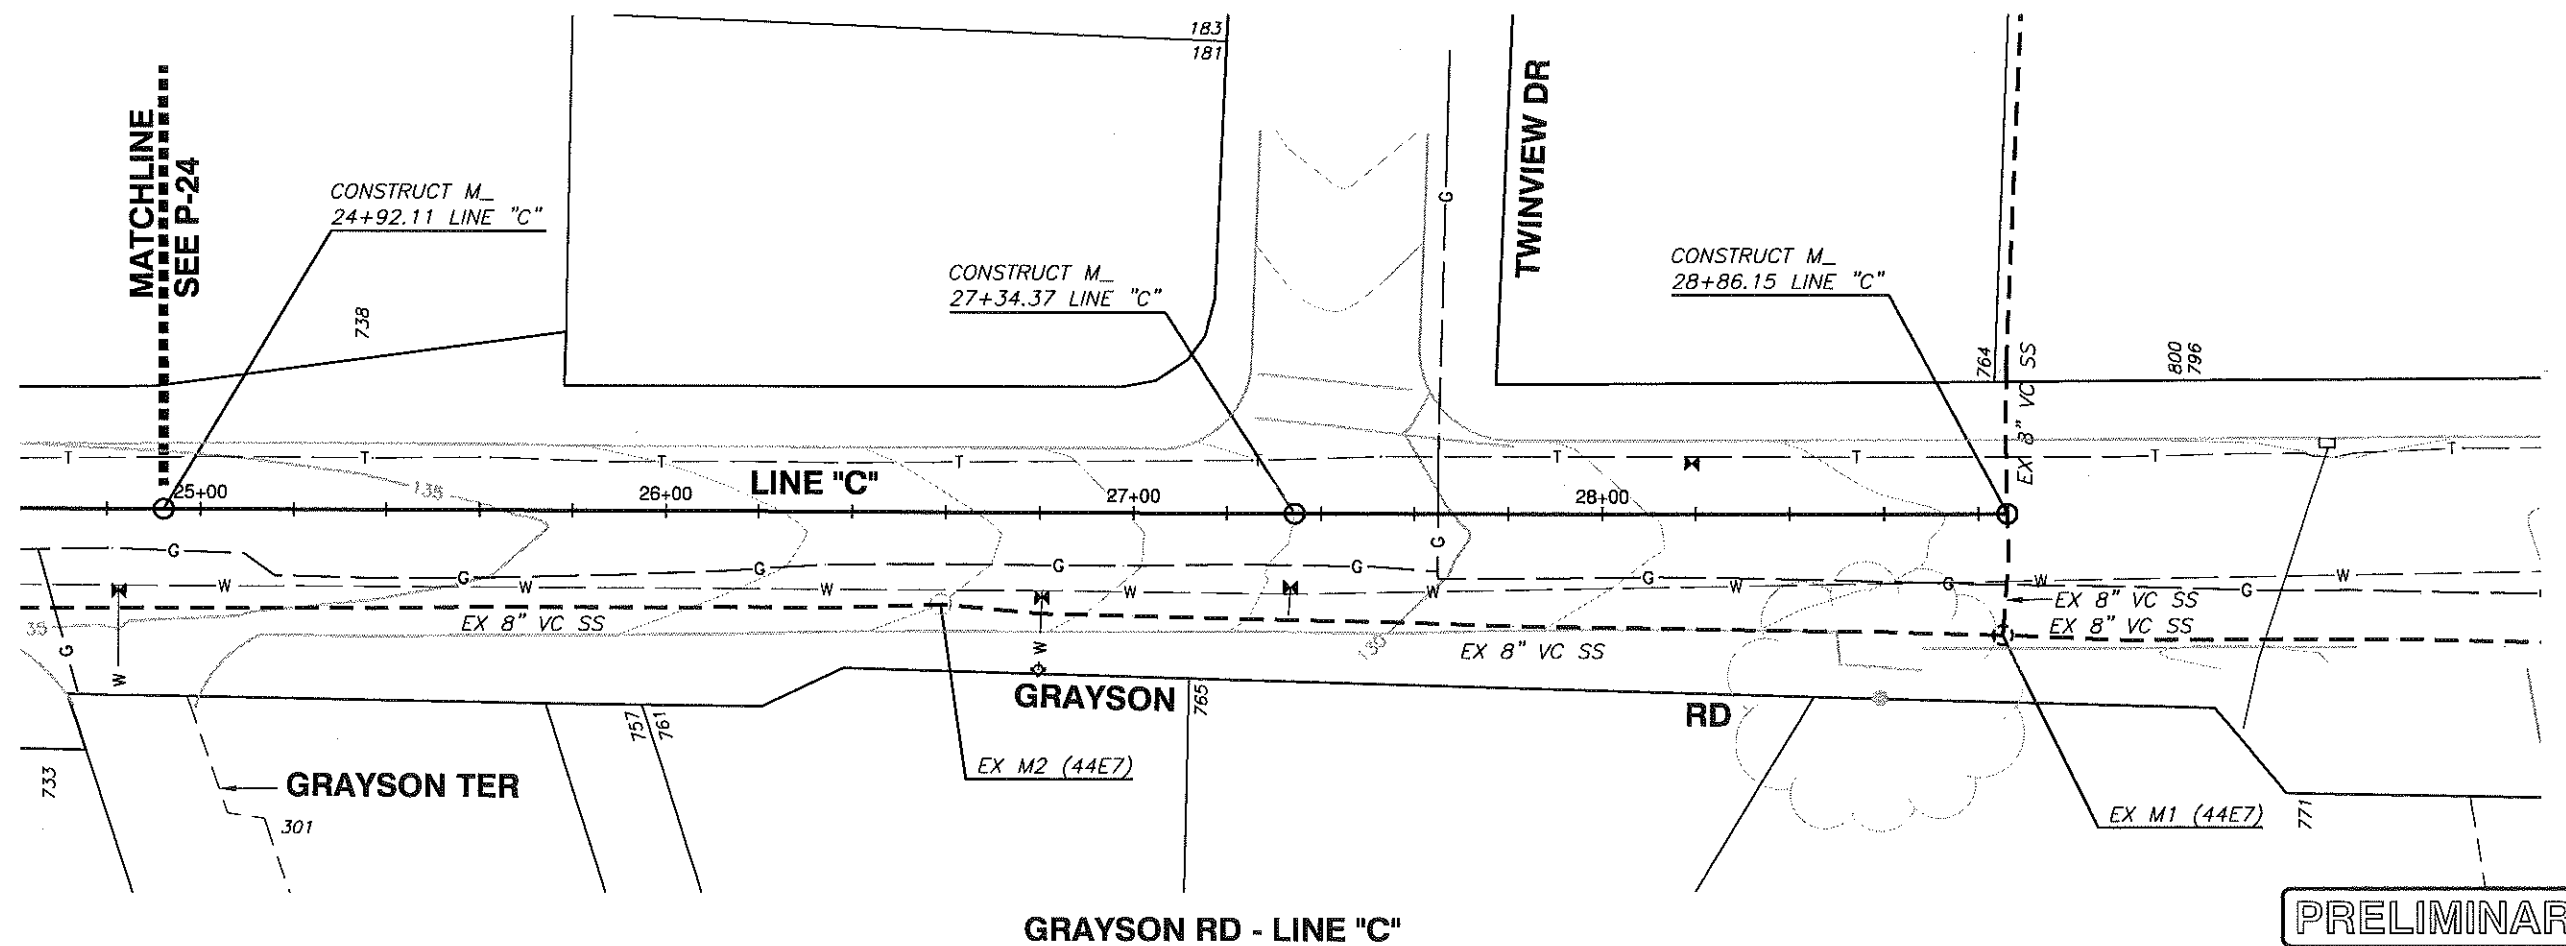 183
181
MATCHLINE
SEE P-24
CONSTRUCT M_
24+92.11 LINE "C"
738
CONSTRUCT M_
27+34.37 LINE "C"
G
TWINVIEW DR
CONSTRUCT M_
28+86.15 LINE "C"
764
EX 8" VC SS
800
796
T
T
T
T
T
T
T
T
25+00
135
26+00
LINE "C"
27+00
28+00
G
G
G
G
G
G
G
G
G
W
W
W
W
W
W
W
W
35
G
W
EX 8" VC SS
W
130
EX 8" VC SS
EX 8" VC SS
EX 8" VC SS
GRAYSON
765
RD
757
761
733
GRAYSON TER
301
EX M2 (44E7)
EX M1 (44E7)
771
GRAYSON RD - LINE "C"
PRELIMINAR